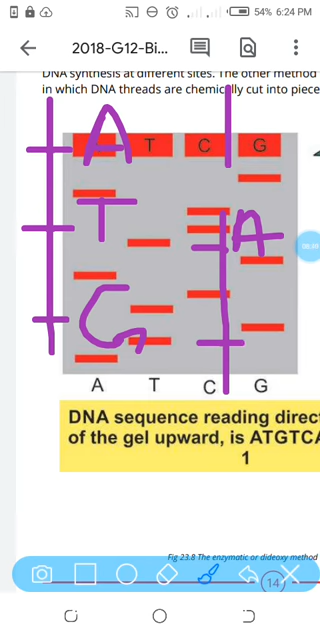 54% 6:24 PM
2018-G12-Bi...
DNA synthesis at different sites. The other method
in which DNA threads are chemically cut into piece
A T C G
T
A
G
A T C G
DNA sequence reading direc
of the gel upward, is ATGTCA
1
Fig 23.8 The enzymatic or dideoxy method
14